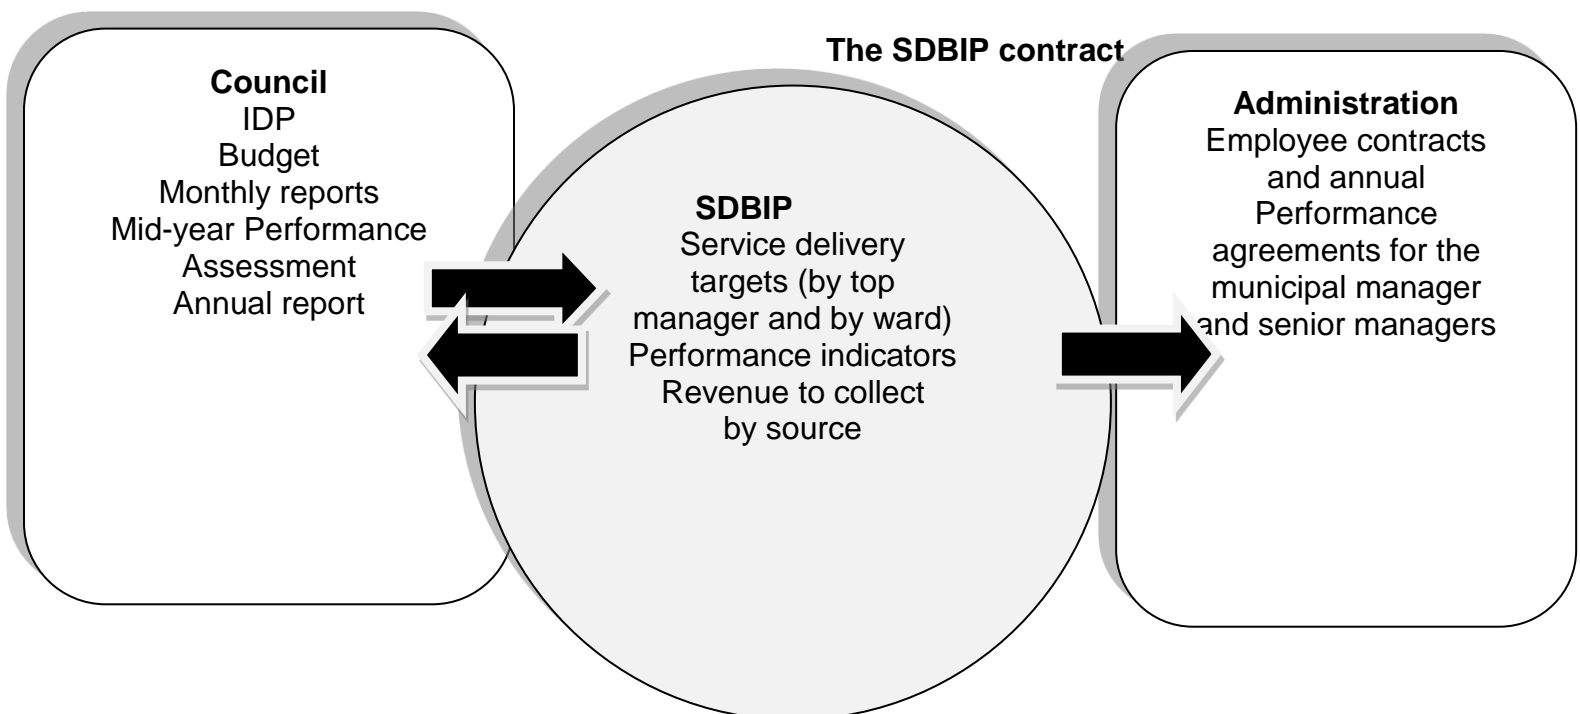 The SDBIP contract
Council
IDP
Budget
Monthly reports
Mid-year Performance
Assessment
Annual report
SDBIP
Service delivery
targets (by top
manager and by ward)
Performance indicators
Revenue to collect
by source
Administration
Employee contracts
and annual
Performance
agreements for the
municipal manager
and senior managers